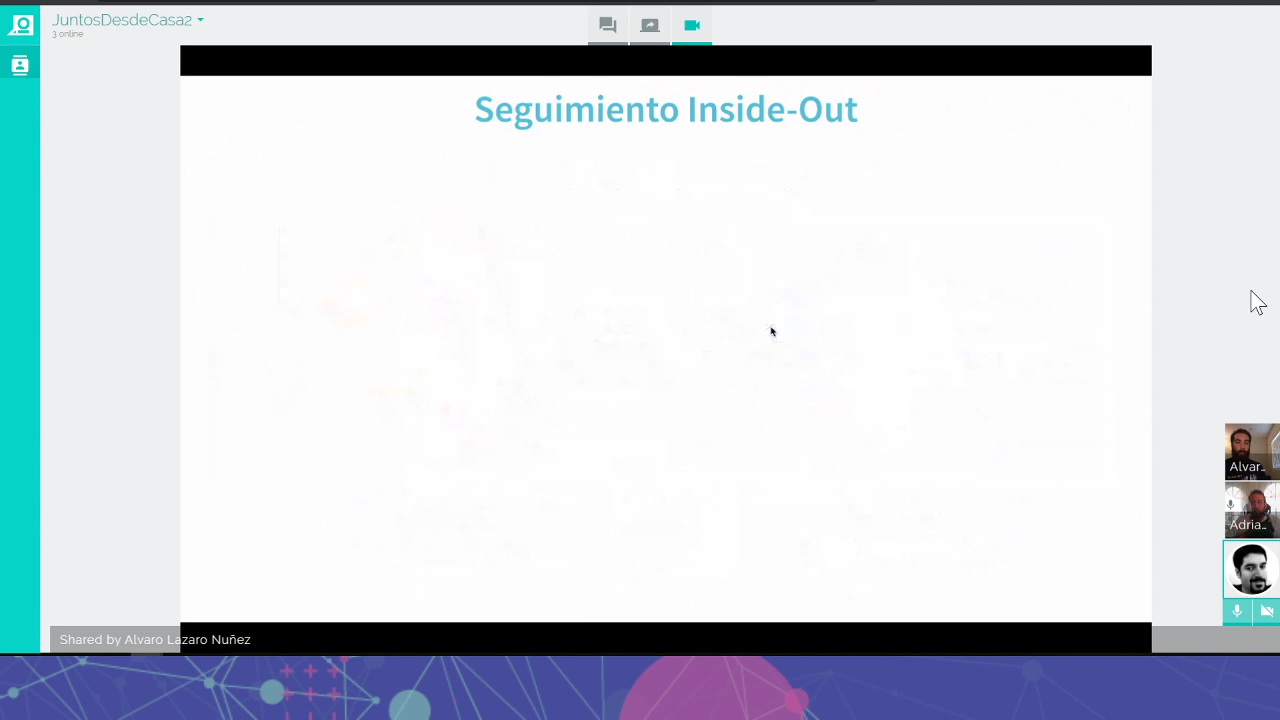 JuntosDesdeCasa2
3 online
Seguimiento Inside-Out
Alvar...
Adria...
Shared by Alvaro Lazaro Nuñez